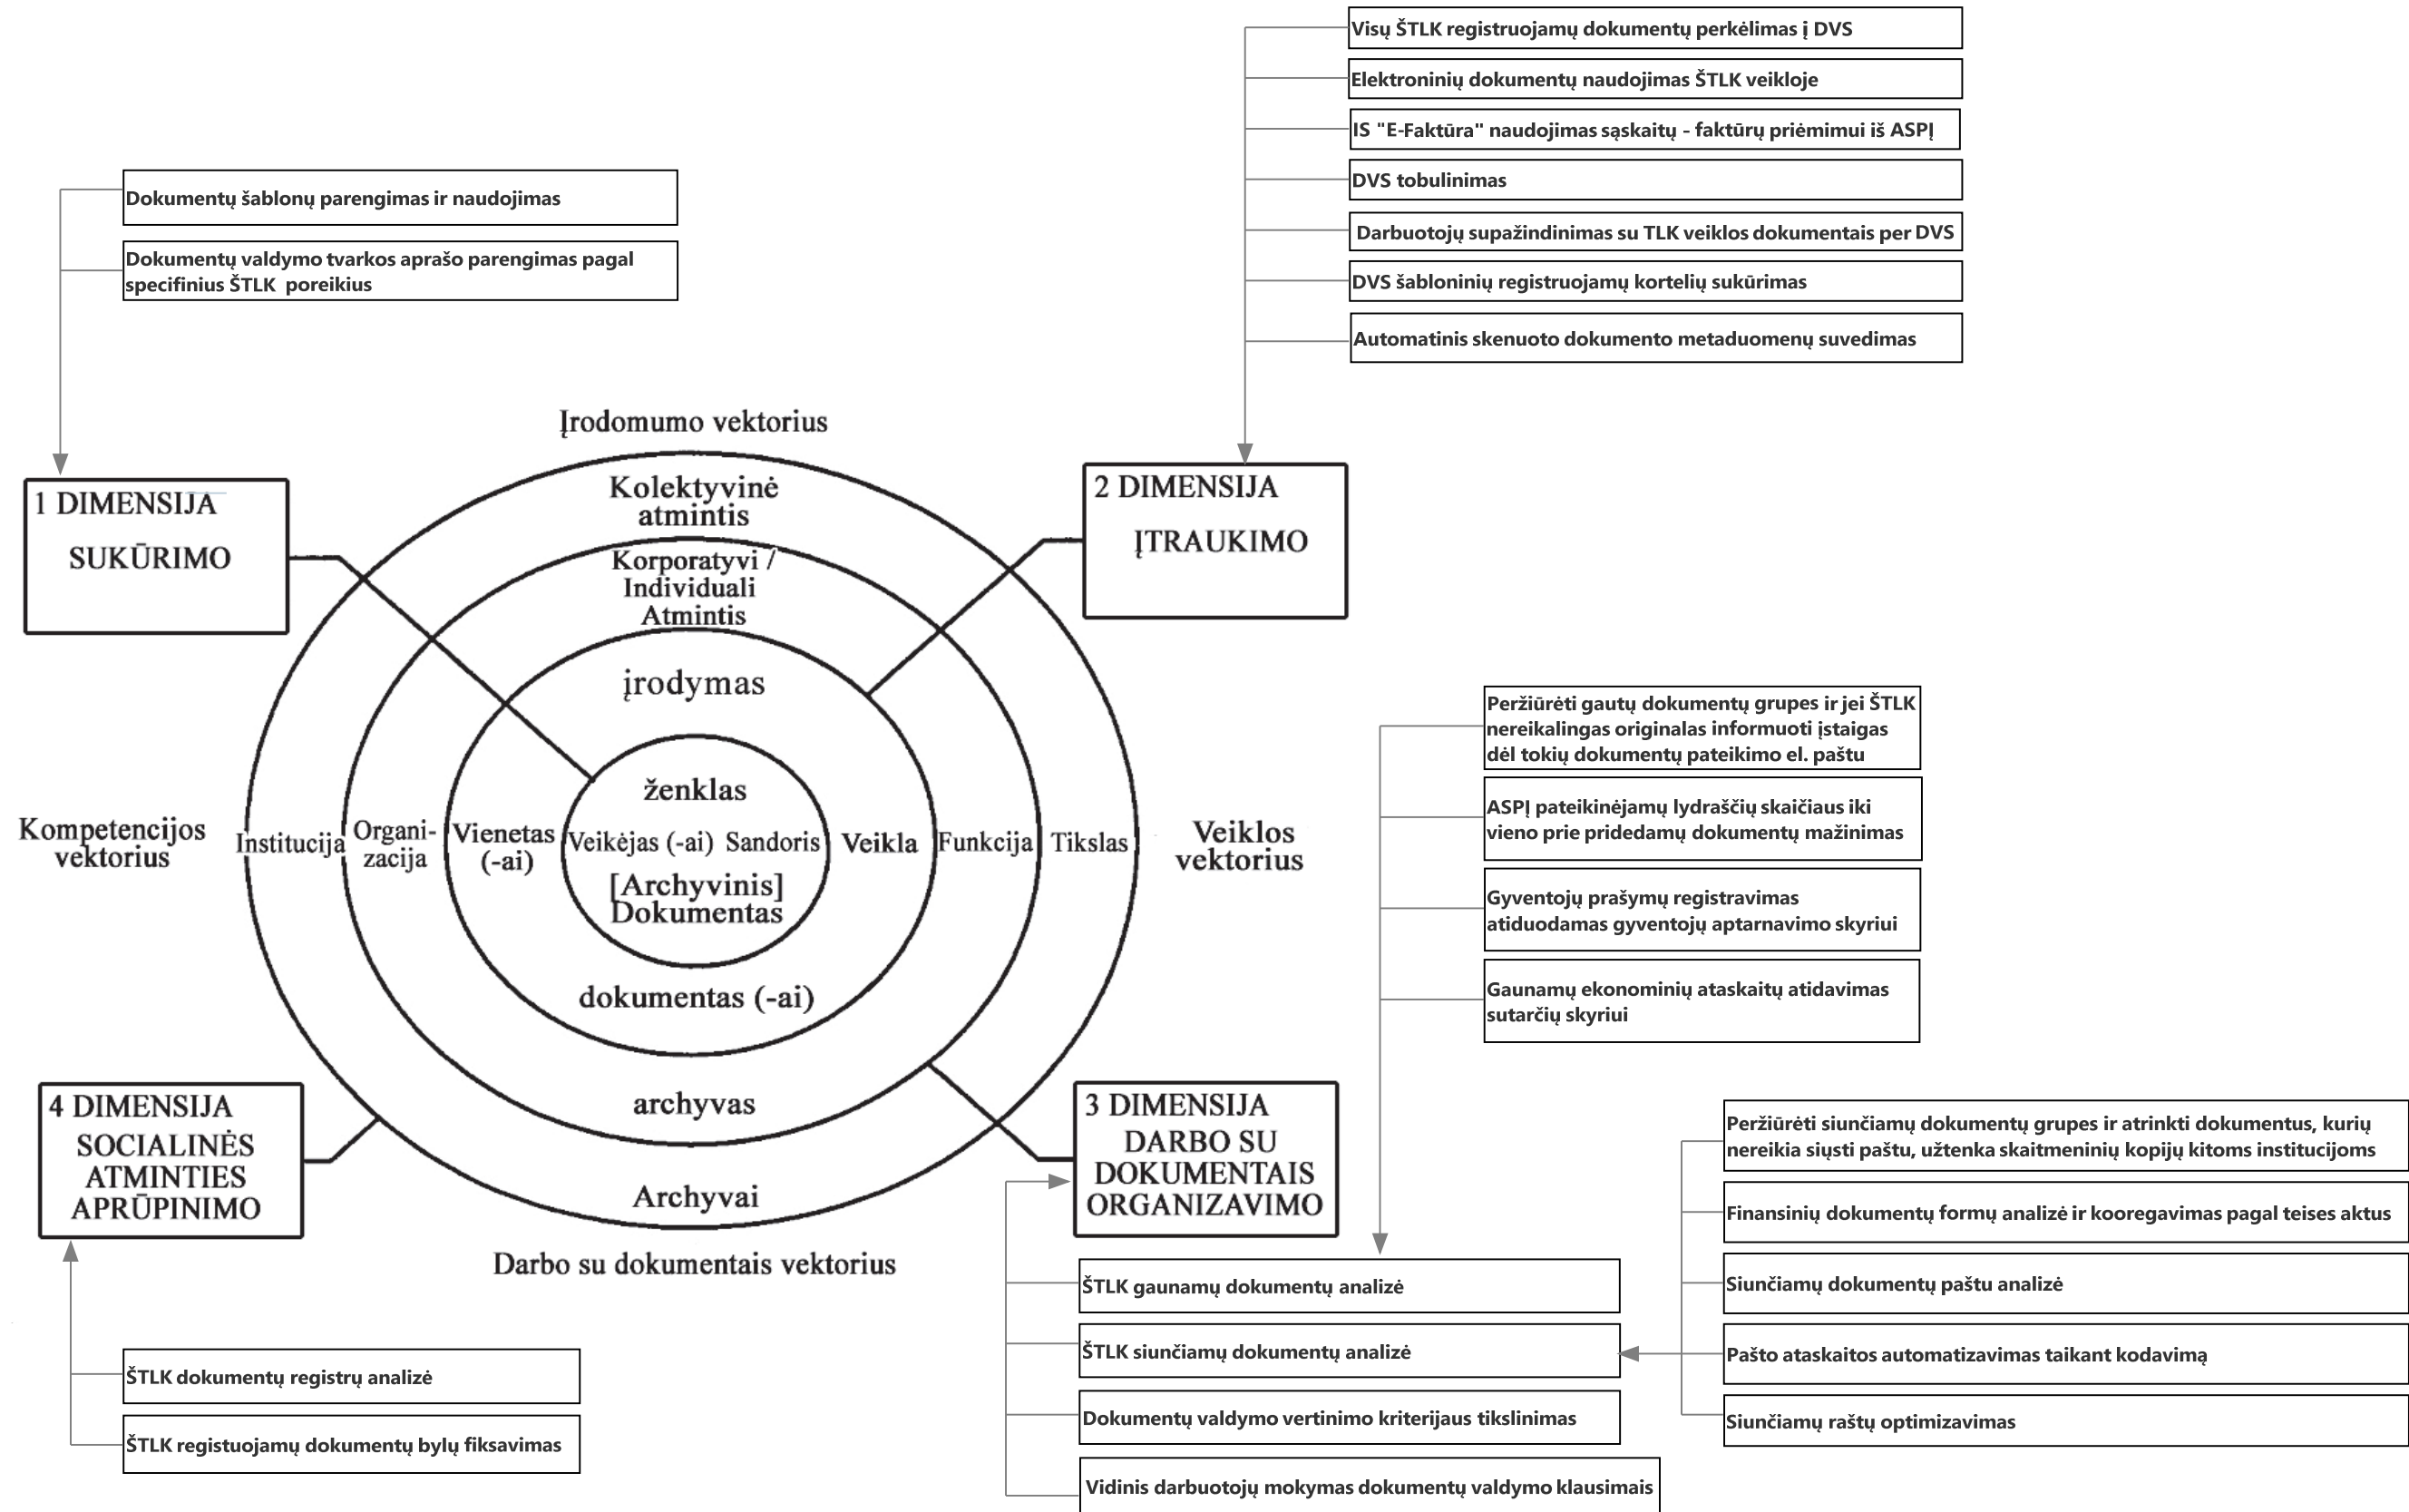 Visų ŠTLK registruojamų dokumentų perkėlimas į DVS
Elektroninių dokumentų naudojimas ŠTLK veikloje
IS "E-Faktūra" naudojimas sąskaitų - faktūrų priėmimui iš ASPĮ
DVS tobulinimas
Darbuotojų supažindinimas su TLK veiklos dokumentais per DVS
DVS šabloninių registruojamų kortelių sukūrimas
Automatinis skenuoto dokumento metaduomenų suvedimas
Dokumentų šablonų parengimas ir naudojimas
Dokumentų valdymo tvarkos aprašo parengimas pagal
specifinius ŠTLK poreikius
Įrodomumo vektorius
1 DIMENSIJA
SUKŪRIMO
2 DIMENSIJA
ĮTRAUKIMO
Kolektyvinė
atmintis
Korporatyvi /
Individuali
Atmintis
įrodymas
ženklas
Kompetencijos
vektorius
Institucija
Organi-
zacija
Vienetas
(-ai)
Veikėjas (-ai)
Sandoris
Veikla
Funkcija
Tikslas
Veiklos
vektorius
[Archyvinis]
Dokumentas
dokumentas (-ai)
archyvas
Archyvai
Darbo su dokumentais vektorius
4 DIMENSIJA
SOCIALINĖS
ATMINTIES
APRŪPINIMO
3 DIMENSIJA
DARBO SU
DOKUMENTAIS
ORGANIZAVIMO
Peržiūrėti gautų dokumentų grupes ir jei ŠTLK
nereikalingas originalas informuoti įstaigas
dėl tokių dokumentų pateikimo el. paštu
ASPĮ pateikinėjamų lydraščių skaičiaus iki
vieno prie pridedamų dokumentų mažinimas
Gyventojų prašymų registravimas
atiduodamas gyventojų aptarnavimo skyriui
Gaunamų ekonominių ataskaitų atidavimas
sutarčių skyriui
ŠTLK gaunamų dokumentų analizė
ŠTLK siunčiamų dokumentų analizė
Dokumentų valdymo vertinimo kriterijaus tikslinimas
Vidinis darbuotojų mokymas dokumentų valdymo klausimais
Peržiūrėti siunčiamų dokumentų grupes ir atrinkti dokumentus, kurių
nereikia siųsti paštu, užtenka skaitmeninių kopijų kitoms institucijoms
Finansinių dokumentų formų analizė ir kooregavimas pagal teises aktus
Siunčiamų dokumentų paštu analizė
Pašto ataskaitos automatizavimas taikant kodavimą
Siunčiamų raštų optimizavimas
ŠTLK dokumentų registrų analizė
ŠTLK registuojamų dokumentų bylų fiksavimas